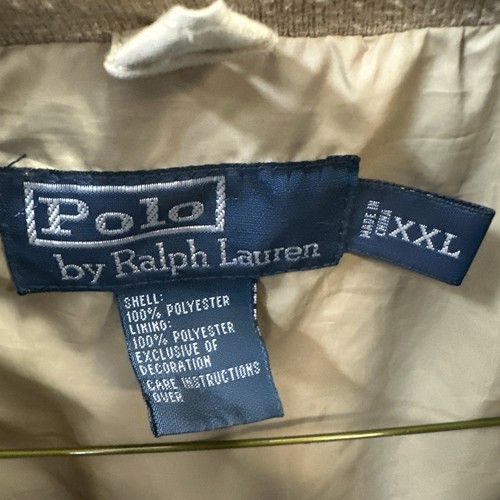 Polo
by Ralph Lauren
MADE IN
CHINA
XXL
SHELL:
100% POLYESTER
LINING:
100% POLYESTER
EXCLUSIVE OF
DECORATION
CARE INSTRUCTIONS
OVER